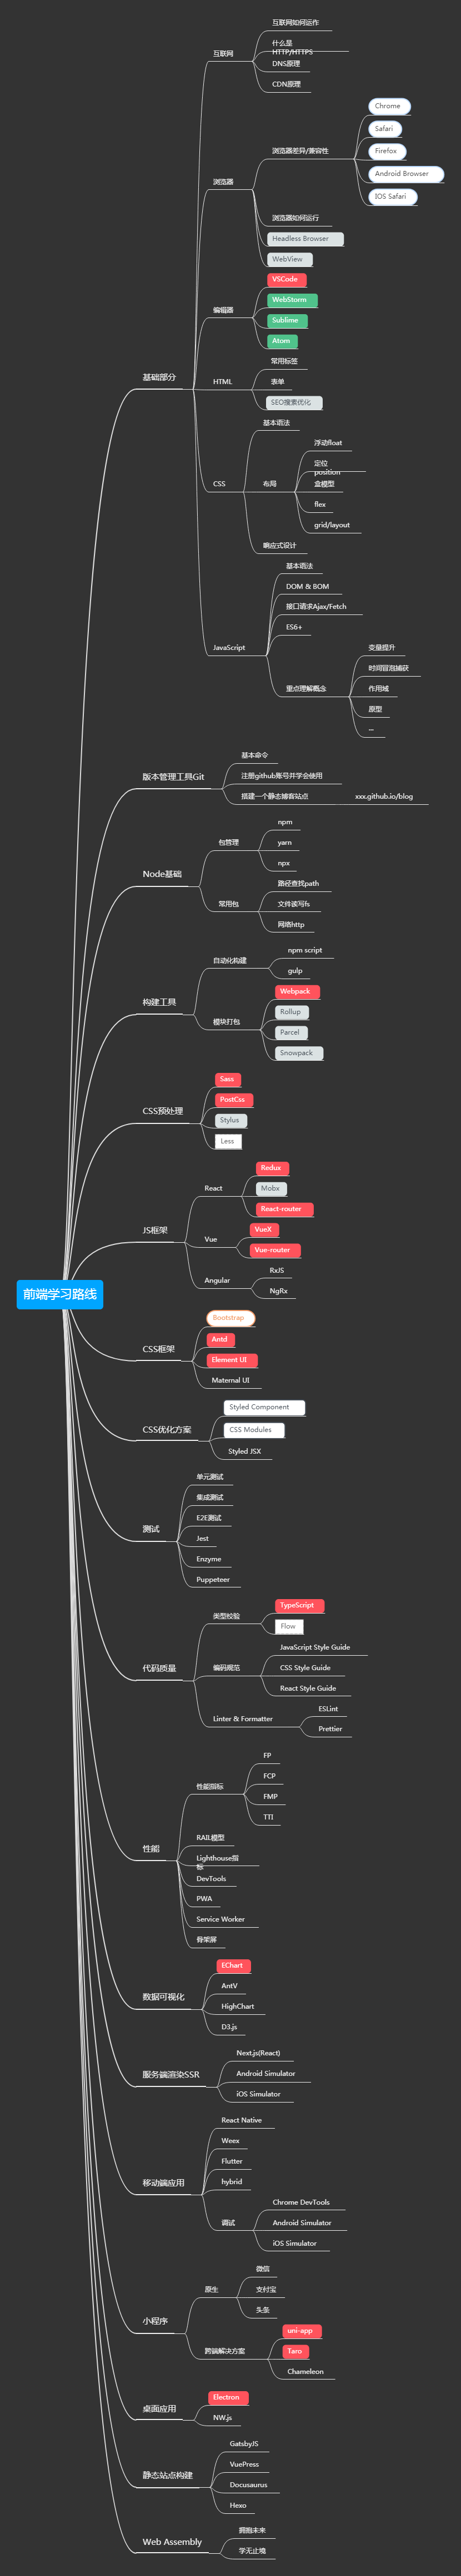 前端学习路线
基础部分
互联网
互联网如何运作
什么是
HTTP/HTTPS
DNS原理
CDN原理
浏览器
浏览器差异/兼容性
Chrome
Safari
Firefox
Android Browser
IOS Safari
浏览器如何运行
Headless Browser
WebView
编辑器
VSCode
WebStorm
Sublime
Atom
HTML
常用标签
表单
SEO搜素优化
CSS
基本语法
布局
浮动float
定位
position
盒模型
flex
grid/layout
响应式设计
JavaScript
基本语法
DOM & BOM
接口请求Ajax/Fetch
ES6+
重点理解概念
变量提升
时间冒泡捕获
作用域
原型
...
版本管理工具Git
基本命令
注册github账号并学会使用
搭建一个静态博客站点
xxx.github.io/blog
Node基础
包管理
npm
yarn
npx
常用包
路径查找path
文件读写fs
网络http
构建工具
自动化构建
npm script
gulp
模块打包
Webpack
Rollup
Parcel
Snowpack
CSS预处理
Sass
PostCss
Stylus
Less
JS框架
React
Redux
Mobx
React-router
Vue
VueX
Vue-router
Angular
RxJS
NgRx
CSS框架
Bootstrap
Antd
Element UI
Maternal UI
CSS优化方案
Styled Component
CSS Modules
Styled JSX
测试
单元测试
集成测试
E2E测试
Jest
Enzyme
Puppeteer
代码质量
类型校验
TypeScript
Flow
编码规范
JavaScript Style Guide
CSS Style Guide
React Style Guide
Linter & Formatter
ESLint
Prettier
性能
性能指标
FP
FCP
FMP
TTI
RAIL模型
Lighthouse指
标
DevTools
PWA
Service Worker
骨架屏
数据可视化
EChart
AntV
HighChart
D3.js
服务端渲染SSR
Next.js(React)
Android Simulator
iOS Simulator
移动端应用
React Native
Weex
Flutter
hybrid
调试
Chrome DevTools
Android Simulator
iOS Simulator
小程序
原生
微信
支付宝
头条
跨端解决方案
uni-app
Taro
Chameleon
桌面应用
Electron
NW.js
静态站点构建
GatsbyJS
VuePress
Docusaurus
Hexo
Web Assembly
拥抱未来
学无止境